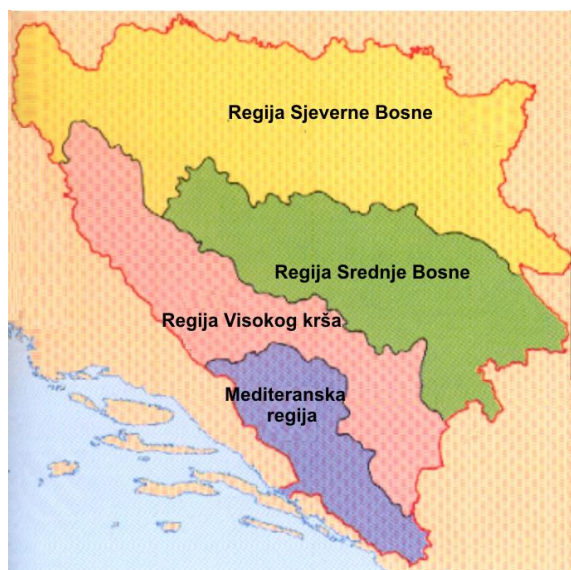 Regija Sjeverne Bosne
Regija Srednje Bosne
Regija Visokog krša
Mediteranska
regija